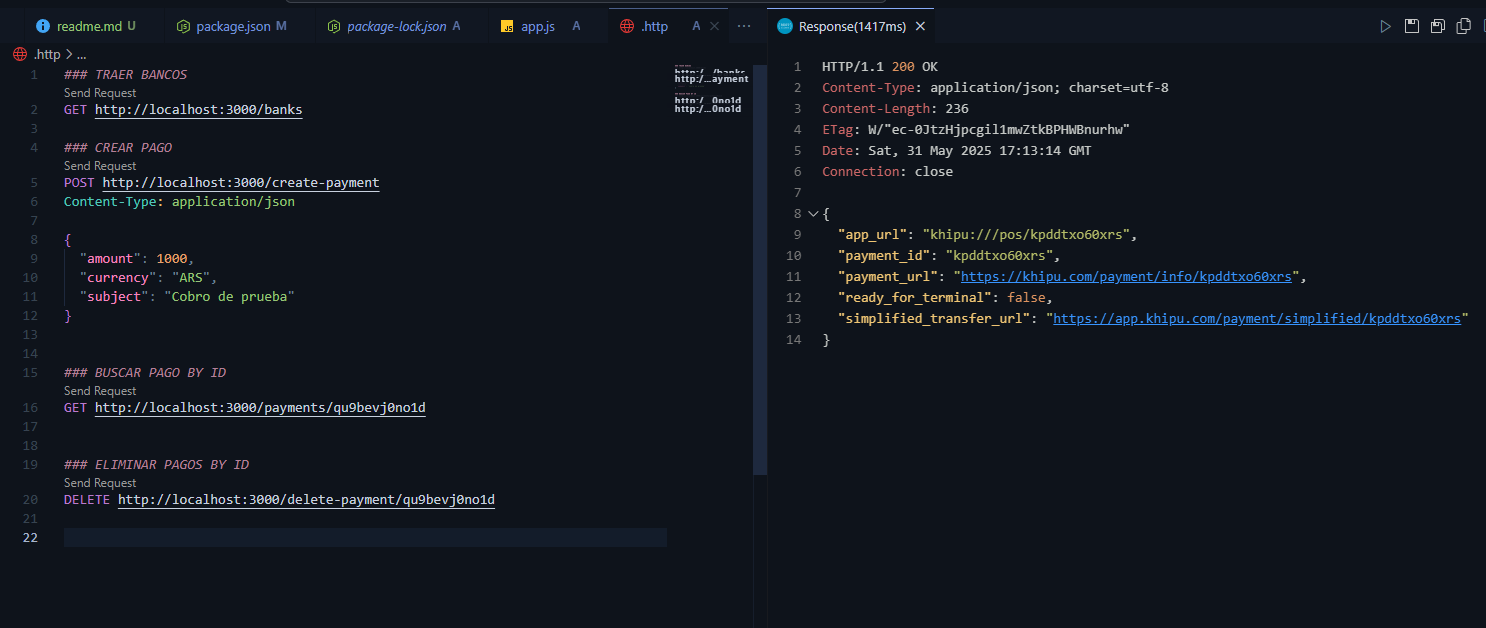 readme.md U
package.json M
package-lock.json A
app.js A
.http A
Response(1417ms)
.http > ...
1 ### TRAER BANCOS
Send Request
2 GET http://localhost:3000/banks
3
4 ### CREAR PAGO
Send Request
5 POST http://localhost:3000/create-payment
6 Content-Type: application/json
7
8 {
9 "amount": 1000,
10 "currency": "ARS",
11 "subject": "Cobro de prueba"
12 }
13
14
15 ### BUSCAR PAGO BY ID
Send Request
16 GET http://localhost:3000/payments/qu9bevj0no1d
17
18
19 ### ELIMINAR PAGOS BY ID
Send Request
20 DELETE http://localhost:3000/delete-payment/qu9bevj0no1d
21
22
http:/.../banks
http:/...ayment
http:/...0no1d
http:/...0no1d
1 HTTP/1.1 200 OK
2 Content-Type: application/json; charset=utf-8
3 Content-Length: 236
4 ETag: W/"ec-0JtzHjpcgil1mwZtkBPHWBnurhw"
5 Date: Sat, 31 May 2025 17:13:14 GMT
6 Connection: close
7
8 {
9 "app_url": "khipu:///pos/kpddtxo60xrs",
10 "payment_id": "kpddtxo60xrs",
11 "payment_url": "https://khipu.com/payment/info/kpddtxo60xrs",
12 "ready_for_terminal": false,
13 "simplified_transfer_url": "https://app.khipu.com/payment/simplified/kpddtxo60xrs"
14 }